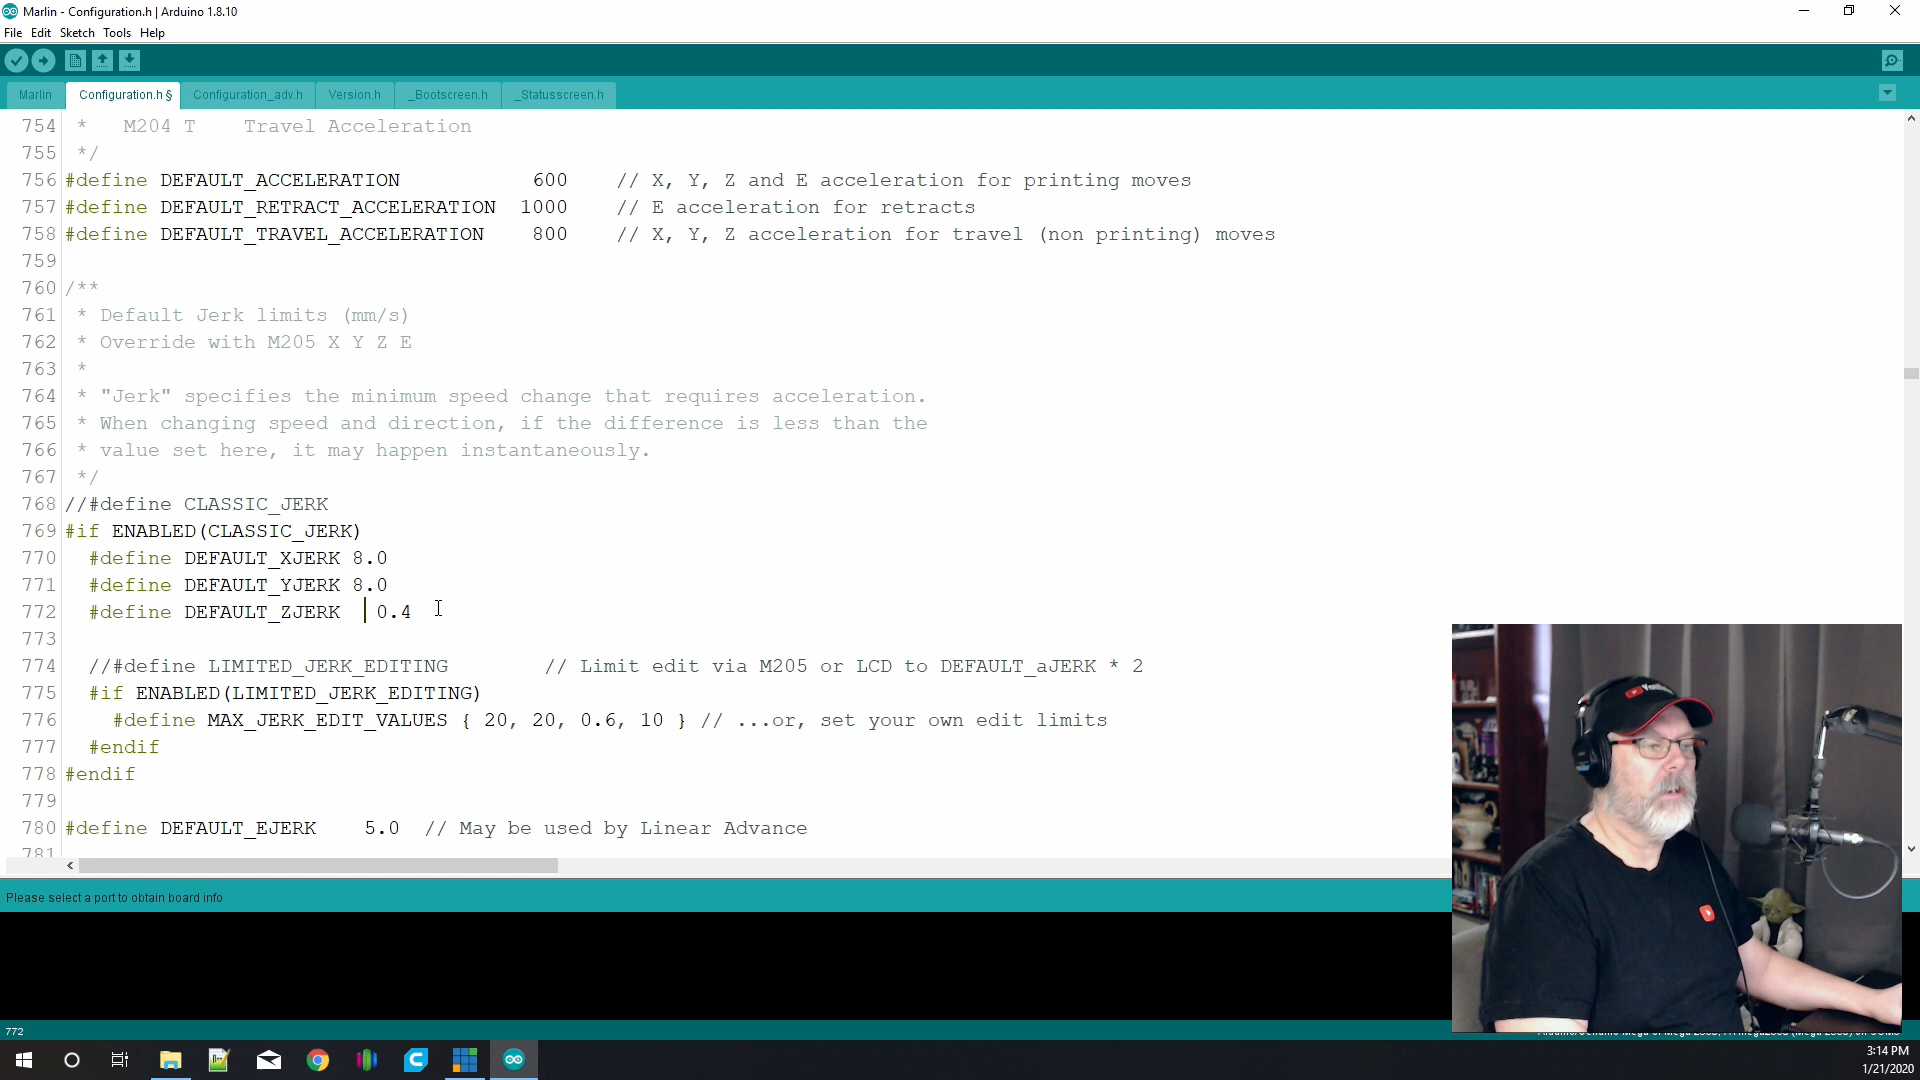 Marlin - Configuration.h | Arduino 1.8.10
File Edit Sketch Tools Help
Marlin Configuration.h § Configuration_adv.h Version.h _Bootscreen.h _Statusscreen.h
754 *   M204 T    Travel Acceleration
755 */
756 #define DEFAULT_ACCELERATION           600    // X, Y, Z and E acceleration for printing moves
757 #define DEFAULT_RETRACT_ACCELERATION  1000    // E acceleration for retracts
758 #define DEFAULT_TRAVEL_ACCELERATION    800    // X, Y, Z acceleration for travel (non printing) moves
759
760 /**
761 * Default Jerk limits (mm/s)
762 * Override with M205 X Y Z E
763 *
764 * "Jerk" specifies the minimum speed change that requires acceleration.
765 * When changing speed and direction, if the difference is less than the
766 * value set here, it may happen instantaneously.
767 */
768 //#define CLASSIC_JERK
769 #if ENABLED(CLASSIC_JERK)
770   #define DEFAULT_XJERK 8.0
771   #define DEFAULT_YJERK 8.0
772   #define DEFAULT_ZJERK   0.4
773
774   //#define LIMITED_JERK_EDITING        // Limit edit via M205 or LCD to DEFAULT_aJERK * 2
775   #if ENABLED(LIMITED_JERK_EDITING)
776     #define MAX_JERK_EDIT_VALUES { 20, 20, 0.6, 10 } // ...or, set your own edit limits
777   #endif
778 #endif
779
780 #define DEFAULT_EJERK    5.0  // May be used by Linear Advance
781
Please select a port to obtain board info
772
3:14 PM
1/21/2020